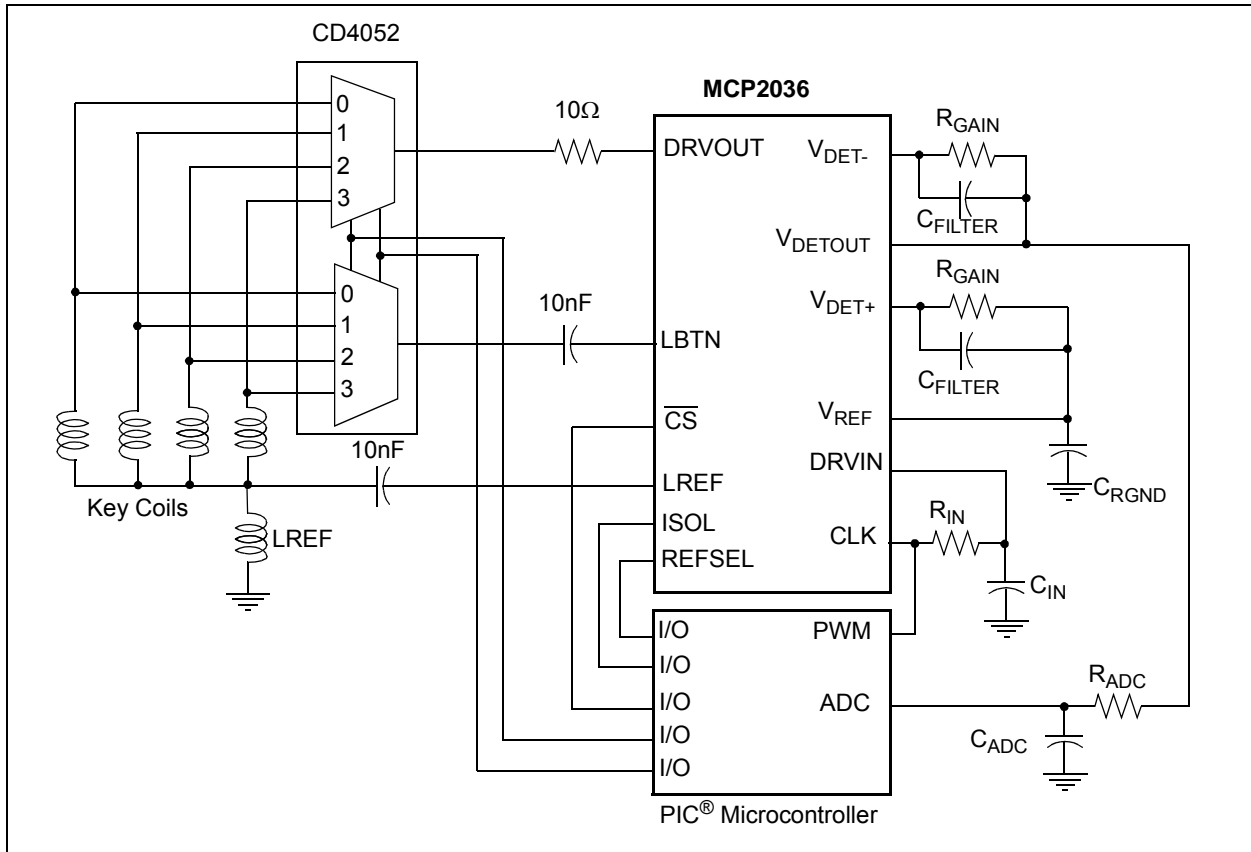 CD4052
0
1
2
3
0
1
2
3
10Ω
10nF
10nF
Key Coils
LREF
MCP2036
DRVOUT
LBTN
CS
LREF
ISOL
REFSEL
VDET-
VDETOUT
VDET+
VREF
DRVIN
CLK
RGAIN
CFILTER
RGAIN
CFILTER
CRGND
RIN
CIN
I/O
I/O
I/O
I/O
I/O
PWM
ADC
RADC
CADC
PIC® Microcontroller